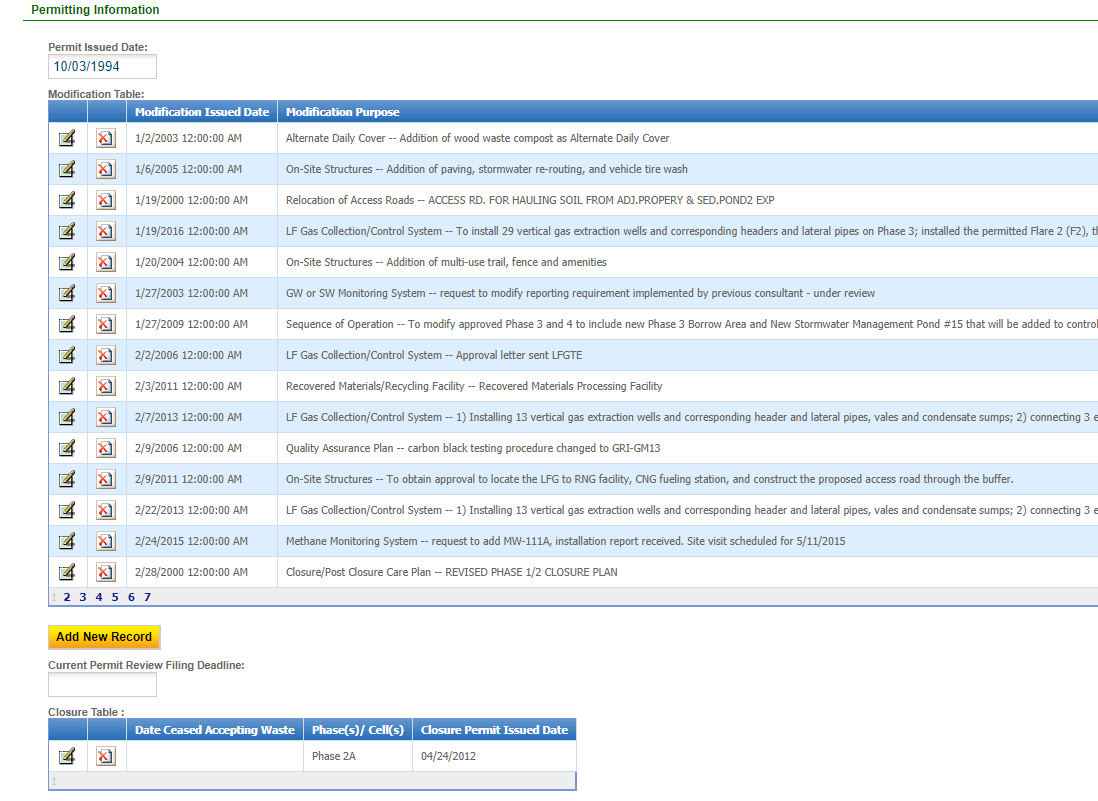 Permitting Information
Permit Issued Date:
10/03/1994
Modification Table:
Modification Issued Date Modification Purpose
1/2/2003 12:00:00 AM Alternate Daily Cover -- Addition of wood waste compost as Alternate Daily Cover
1/6/2005 12:00:00 AM On-Site Structures -- Addition of paving, stormwater re-routing, and vehicle tire wash
1/19/2000 12:00:00 AM Relocation of Access Roads -- ACCESS RD. FOR HAULING SOIL FROM ADJ.PROPERY & SED.POND2 EXP
1/19/2016 12:00:00 AM LF Gas Collection/Control System -- To install 29 vertical gas extraction wells and corresponding headers and lateral pipes on Phase 3; installed the permitted Flare 2 (F2),
1/20/2004 12:00:00 AM On-Site Structures -- Addition of multi-use trail, fence and amenities
1/27/2003 12:00:00 AM GW or SW Monitoring System -- request to modify reporting requirement implemented by previous consultant - under review
1/27/2009 12:00:00 AM Sequence of Operation -- To modify approved Phase 3 and 4 to include new Phase 3 Borrow Area and New Stormwater Management Pond #15 that will be added to control
2/2/2006 12:00:00 AM LF Gas Collection/Control System -- Approval letter sent LFGTE
2/3/2011 12:00:00 AM Recovered Materials/Recycling Facility -- Recovered Materials Processing Facility
2/7/2013 12:00:00 AM LF Gas Collection/Control System -- 1) Installing 13 vertical gas extraction wells and corresponding header and lateral pipes, vales and condensate sumps; 2) connecting 3
2/9/2006 12:00:00 AM Quality Assurance Plan -- carbon black testing procedure changed to GRI-GM13
2/9/2011 12:00:00 AM On-Site Structures -- To obtain approval to locate the LFG to RNG facility, CNG fueling station, and construct the proposed access road through the buffer.
2/22/2013 12:00:00 AM LF Gas Collection/Control System -- 1) Installing 13 vertical gas extraction wells and corresponding header and lateral pipes, vales and condensate sumps; 2) connecting 3
2/24/2015 12:00:00 AM Methane Monitoring System -- request to add MW-111A, installation report received. Site visit scheduled for 5/11/2015
2/28/2000 12:00:00 AM Closure/Post Closure Care Plan -- REVISED PHASE 1/2 CLOSURE PLAN
1 2 3 4 5 6 7
Add New Record
Current Permit Review Filing Deadline:
Closure Table :
Date Ceased Accepting Waste Phase(s)/ Cell(s) Closure Permit Issued Date
Phase 2A 04/24/2012
1